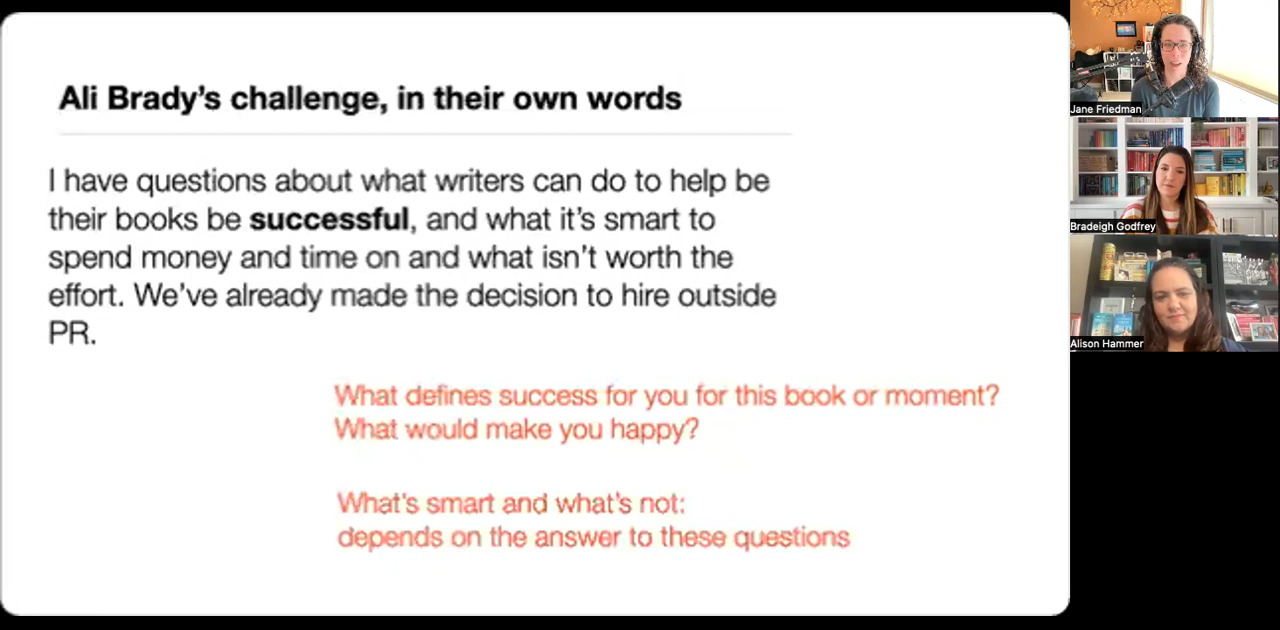 Ali Brady's challenge, in their own words
I have questions about what writers can do to help be
their books be successful, and what it's smart to
spend money and time on and what isn't worth the
effort. We've already made the decision to hire outside
PR.
What defines success for you for this book or moment?
What would make you happy?
What's smart and what's not:
depends on the answer to these questions
Jane Friedman
Bradeigh Godfrey
Alison Hammer